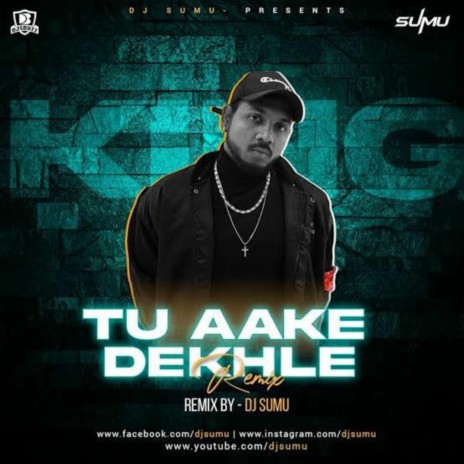 DJ SUMU - PRESENTS
SUMU
KING
TU AAKE
DEKHLE
Remix
REMIX BY - DJ SUMU
www.facebook.com/djsumu | www.instagram.com/djsumu
www.youtube.com/djsumu